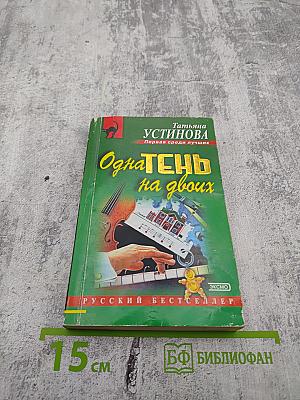 Татьяна
УСТИНОВА
Первая среди лучших
Одна ТЕНЬ
на двоих
ЭКСМО
РУССКИЙ БЕСТСЕЛЛЕР
15 см
БФ БИБЛИОФАН